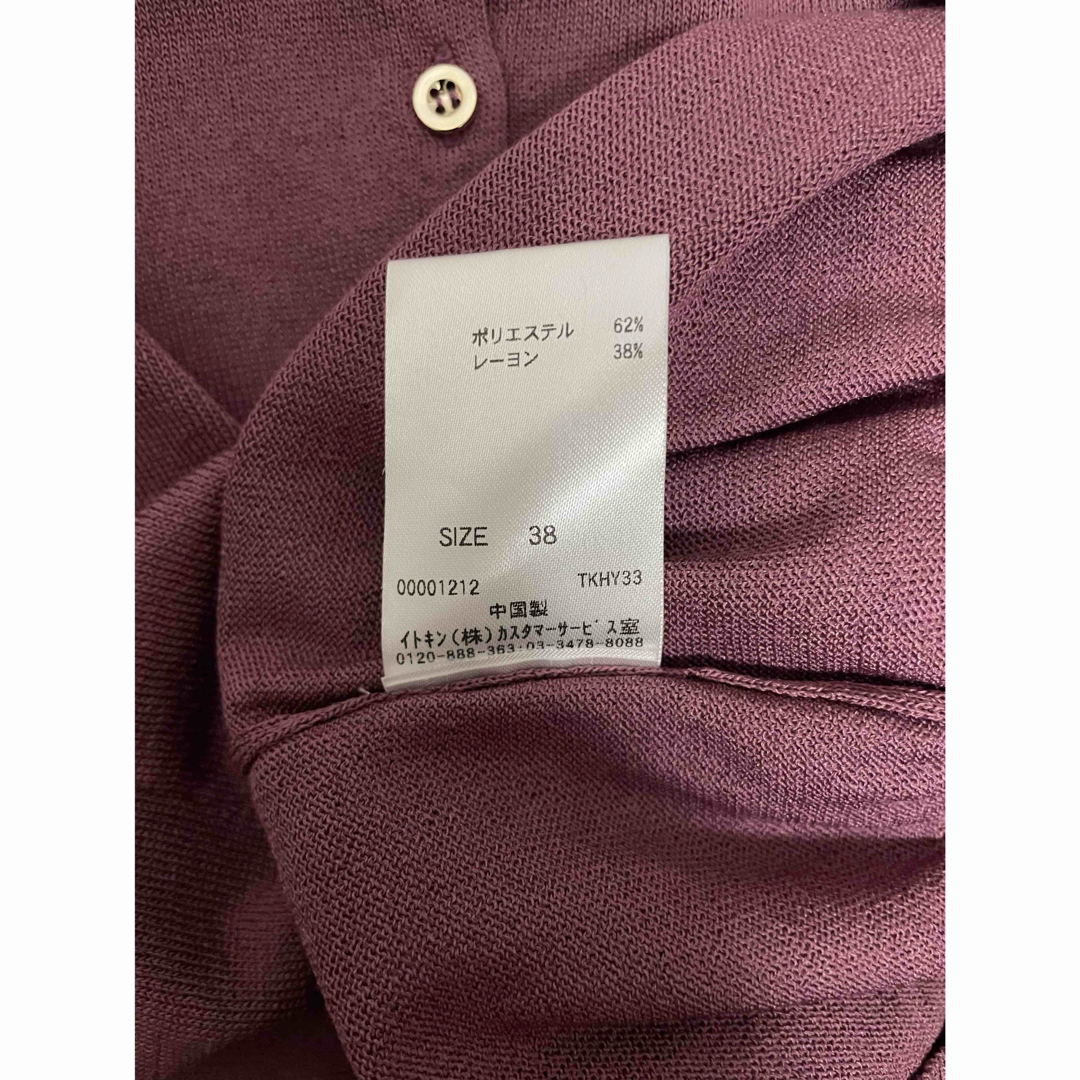 ポリエステル 62%
レーヨン 38%
SIZE 38
00001212 TKHY33
中国製
イトキン(株)カスタマーサービス室
0120-888-363・03-3478-8088